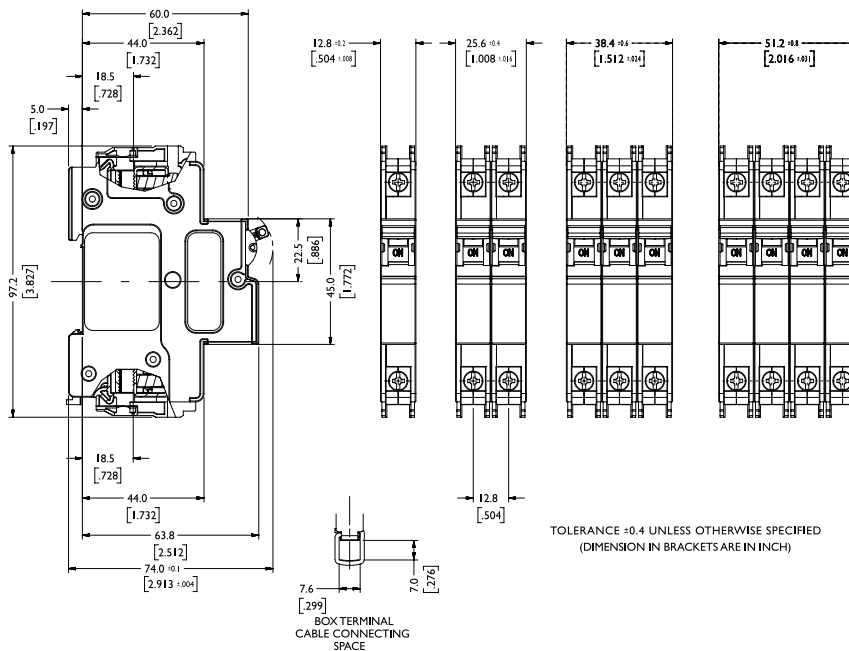 60.0
[2.362]
44.0
[1.732]
18.5
[.728]
5.0
[.197]
97.2
[3.827]
22.5
[.886]
45.0
[1.772]
18.5
[.728]
44.0
[1.732]
63.8
[2.512]
74.0 ±0.1
[2.913 ±.004]
12.8 ±0.2
[.504 ±.008]
25.6 ±0.4
[1.008 ±.016]
38.4 ±0.6
[1.512 ±.024]
51.2 ±0.8
[2.016 ±.031]
ON
ON
ON
ON
ON
ON
ON
ON
ON
ON
12.8
[.504]
7.6
[.299]
7.0
[.276]
BOX TERMINAL
CABLE CONNECTING
SPACE
TOLERANCE ±0.4 UNLESS OTHERWISE SPECIFIED
(DIMENSION IN BRACKETS ARE IN INCH)